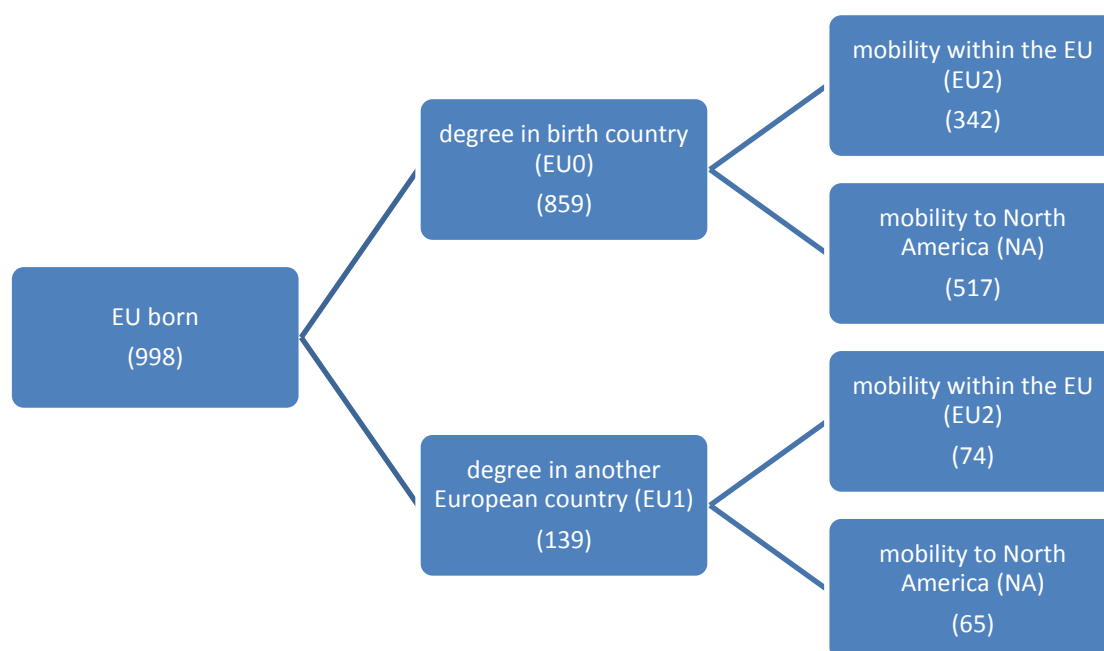 EU born
(998)
degree in birth country
(EU0)
(859)
degree in another
European country (EU1)
(139)
mobility within the EU
(EU2)
(342)
mobility to North
America (NA)
(517)
mobility within the EU
(EU2)
(74)
mobility to North
America (NA)
(65)